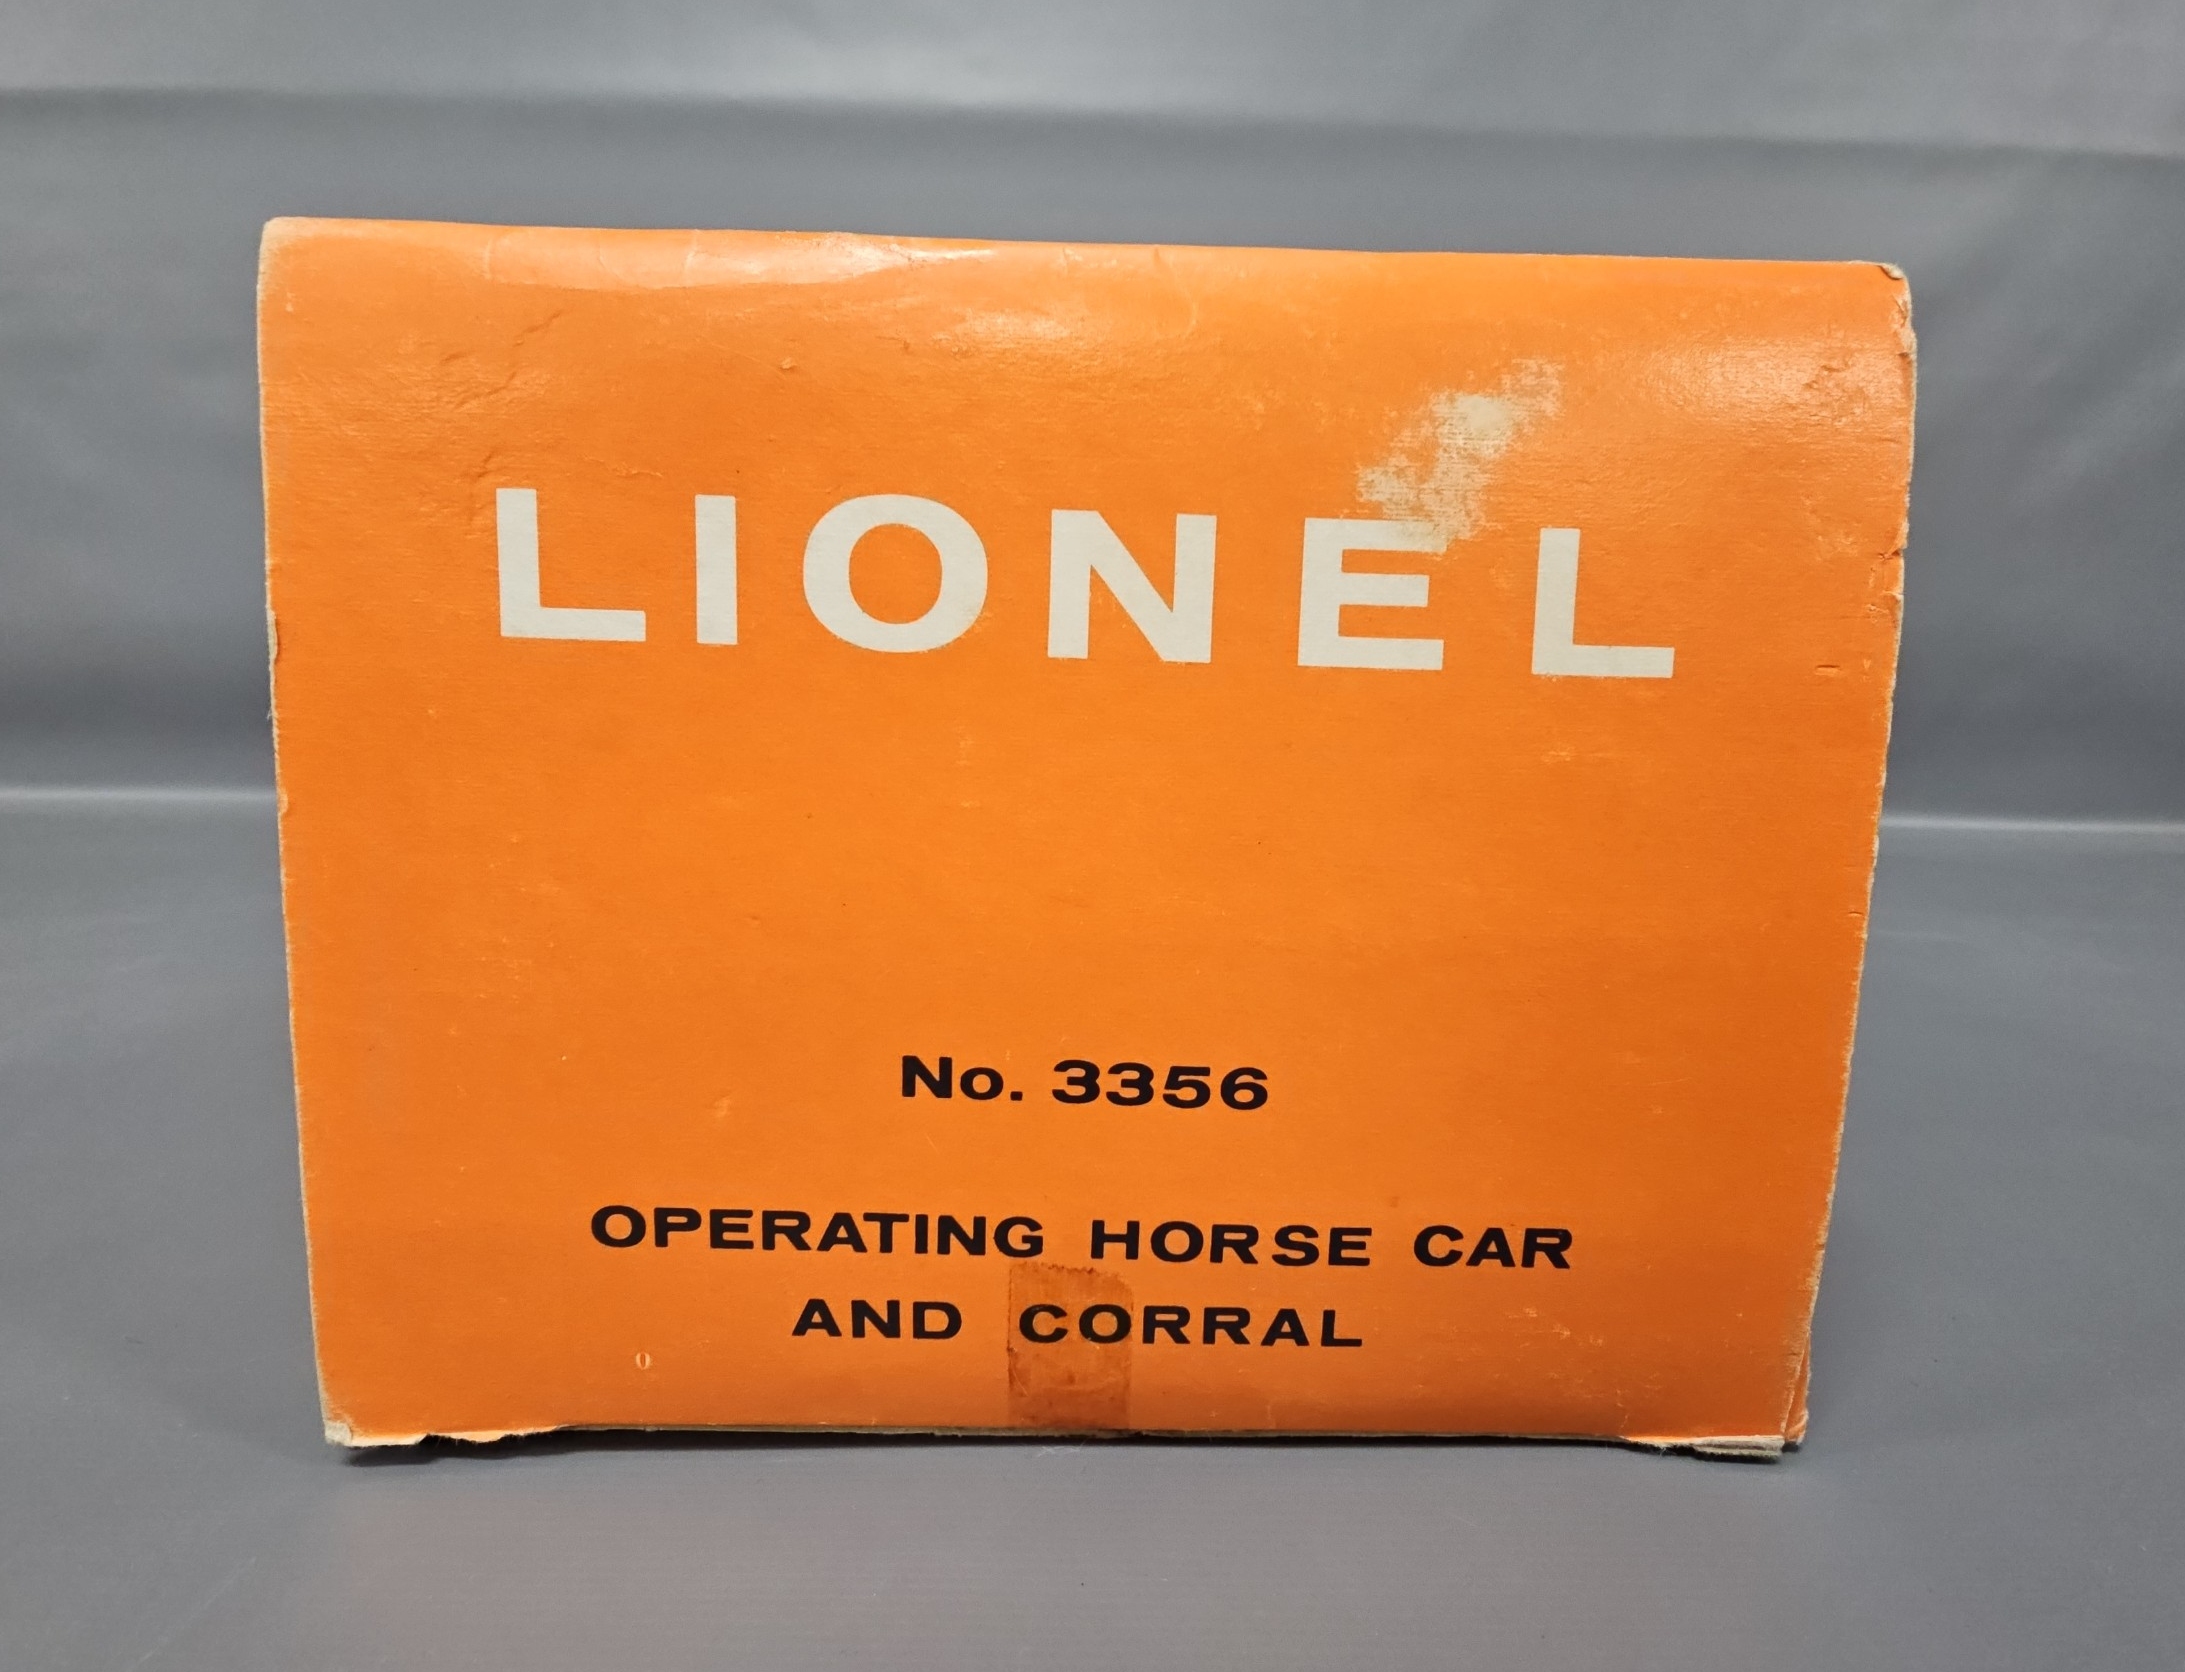 LIONEL
No. 3356
OPERATING HORSE CAR
AND CORRAL